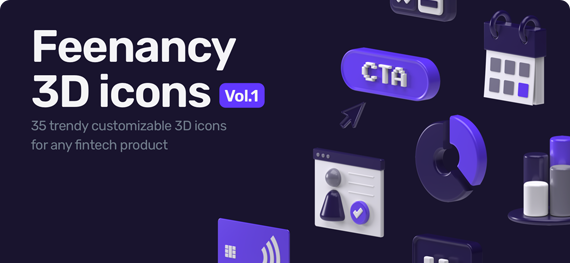 Feenancy
3D icons Vol.1
35 trendy customizable 3D icons
for any fintech product
CTA